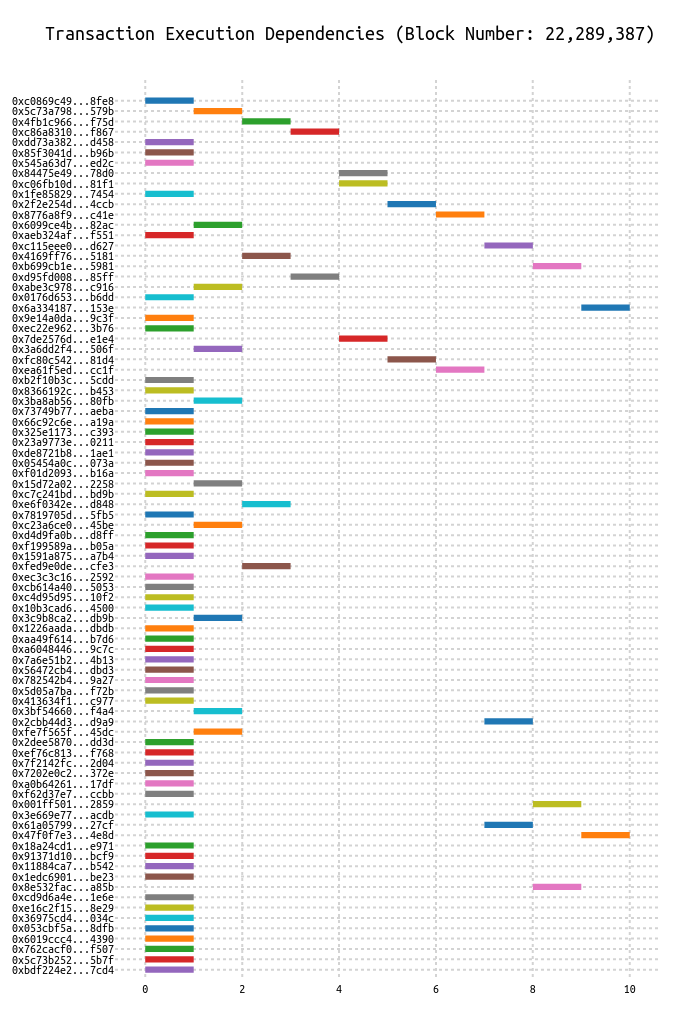 Transaction Execution Dependencies (Block Number: 22,289,387)
0xc0869c49...8fe8
0x5c73a798...579b
0x4fb1c966...f75d
0xc86a8310...f867
0xdd73a382...d458
0x85f3041d...b96b
0x545a63d7...ed2c
0x84475e49...78d0
0xc06fb10d...81f1
0x1fe85829...7454
0x2f2e254d...4ccb
0x8776a8f9...c41e
0x6099ce4b...82ac
0xaeb324af...f551
0xc115eee0...d627
0x4169ff76...5181
0xb699cb1e...5981
0xd95fd008...85ff
0xabe3c978...c916
0x0176d653...b6dd
0x6a334187...153e
0x9e14a0da...9c3f
0xec22e962...3b76
0x7de2576d...e1e4
0x3a6dd2f4...506f
0xfc80c542...81d4
0xea61f5ed...cc1f
0xb2f10b3c...5cdd
0x8366192c...b453
0x3ba8ab56...80fb
0x73749b77...aeba
0x66c92c6e...a19a
0x325e1173...c393
0x23a9773e...0211
0xde8721b8...1ae1
0x05454a0c...073a
0xf01d2093...b16a
0x15d72a02...2258
0xc7c241bd...bd9b
0xe6f0342e...d848
0x7819705d...5fb5
0xc23a6ce0...45be
0xd4d9fa0b...d8ff
0xf199589a...b05a
0x1591a875...a7b4
0xfed9e0de...cfe3
0xec3c3c16...2592
0xcb614a40...5053
0xc4d95d95...10f2
0x10b3cad6...4500
0x3c9b8ca2...db9b
0x1226aada...dbdb
0xaa49f614...b7d6
0xa6048446...9c7c
0x7a6e51b2...4b13
0x56472cb4...dbd3
0x782542b4...9a27
0x5d05a7ba...f72b
0x413634f1...c977
0x3bf54660...f4a4
0x2cbb44d3...d9a9
0xfe7f565f...45dc
0x2dee5870...dd3d
0xef76c813...f768
0x7f2142fc...2d04
0x7202e0c2...372e
0xa0b64261...17df
0xf62d37e7...ccbb
0x001ff501...2859
0x3e669e77...acdb
0x61a05799...27cf
0x47f0f7e3...4e8d
0x18a24cd1...e971
0x91371d10...bcf9
0x11884ca7...b542
0x1edc6901...be23
0x8e532fac...a85b
0xcd9d6a4e...1e6e
0xe16c2f15...8e29
0x36975cd4...034c
0x053cbf5a...8dfb
0x6019ccc4...4390
0x762cacf0...f507
0x5c73b252...5b7f
0xbdf224e2...7cd4
0 2 4 6 8 10